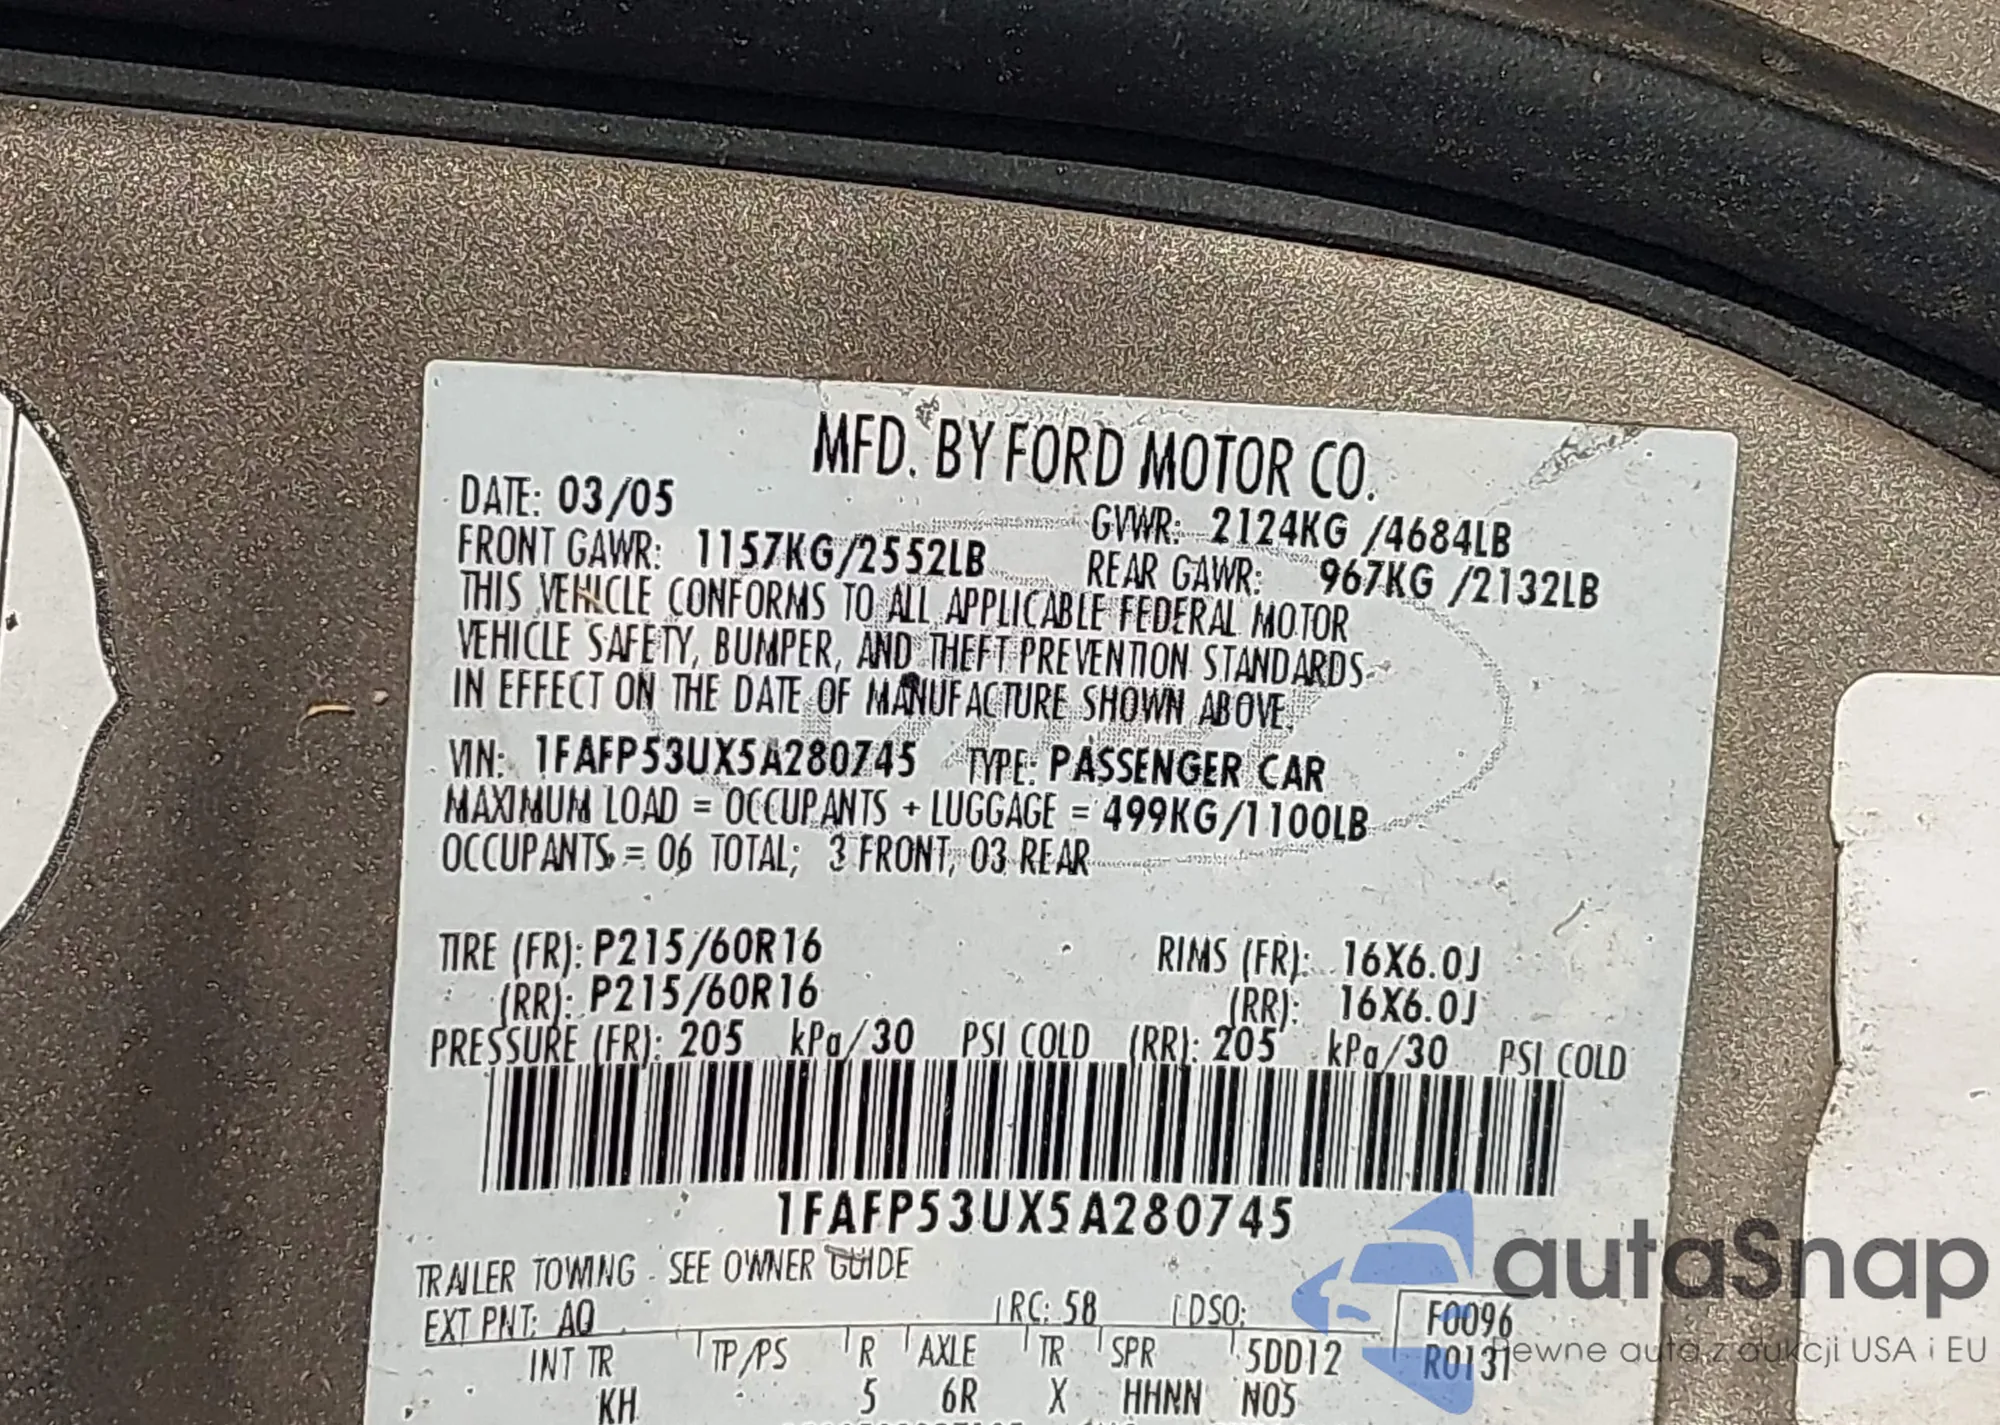 MFD. BY FORD MOTOR CO.
DATE: 03/05 GVWR: 2124KG /4684LB
FRONT GAWR: 1157KG/2552LB REAR GAWR: 967KG /2132LB
THIS VEHICLE CONFORMS TO ALL APPLICABLE FEDERAL MOTOR
VEHICLE SAFETY, BUMPER, AND THEFT PREVENTION STANDARDS
IN EFFECT ON THE DATE OF MANUFACTURE SHOWN ABOVE.
VIN: 1FAFP53UX5A280745 TYPE: PASSENGER CAR
MAXIMUM LOAD = OCCUPANTS + LUGGAGE = 499KG/1100LB
OCCUPANTS = 06 TOTAL; 3 FRONT, 03 REAR
TIRE (FR): P215/60R16 RIMS (FR): 16X6.0J
(RR): P215/60R16 (RR): 16X6.0J
PRESSURE (FR): 205 kPa/30 PSI COLD (RR): 205 kPa/30 PSI COLD
1FAFP53UX5A280745
TRAILER TOWING - SEE OWNER GUIDE
EXT PNT: AQ RC: 58 DSO: F0096
INT TR TP/PS R AXLE TR SPR 5DD12 R0131
KH 5 6R X HHNN N05
autaSnap
Pewne auta z aukcji USA i EU